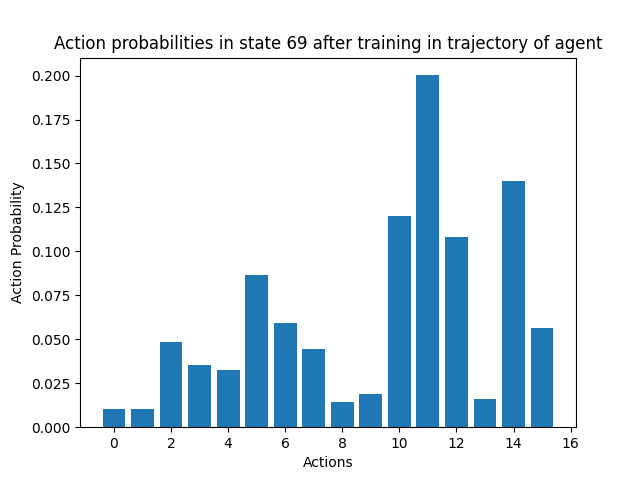 Action probabilities in state 69 after training in trajectory of agent
0.200
0.175
0.150
0.125
0.100
0.075
0.050
0.025
0.000
Action Probability
0 2 4 6 8 10 12 14 16
Actions